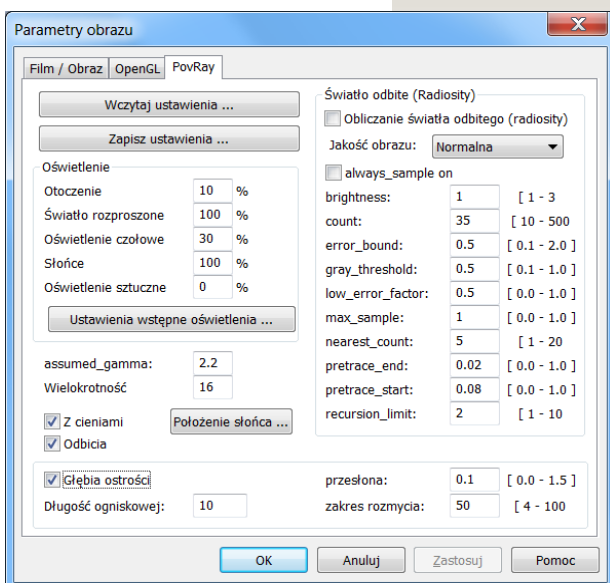 Parametry obrazu
Film / Obraz OpenGL PovRay
Wczytaj ustawienia ...
Zapisz ustawienia ...
Oświetlenie
Otoczenie 10 %
Światło rozproszone 100 %
Oświetlenie czołowe 30 %
Słońce 100 %
Oświetlenie sztuczne 0 %
Ustawienia wstępne oświetlenia ...
assumed_gamma: 2.2
Wielokrotność 16
Z cieniami Położenie słońca ...
Odbicia
Światło odbite (Radiosity)
Obliczanie światła odbitego (radiosity)
Jakość obrazu: Normalna
always_sample on
brightness: 1 [ 1 - 3
count: 35 [ 10 - 500
error_bound: 0.5 [ 0.1 - 2.0 ]
gray_threshold: 0.5 [ 0.1 - 1.0 ]
low_error_factor: 0.5 [ 0.0 - 1.0 ]
max_sample: 1 [ 0.0 - 1.0 ]
nearest_count: 5 [ 1 - 20
pretrace_end: 0.02 [ 0.0 - 1.0 ]
pretrace_start: 0.08 [ 0.0 - 1.0 ]
recursion_limit: 2 [ 1 - 10
Głębia ostrości
Długość ogniskowej: 10
przesłona: 0.1 [ 0.0 - 1.5 ]
zakres rozmycia: 50 [ 4 - 100
OK Anuluj Zastosuj Pomoc